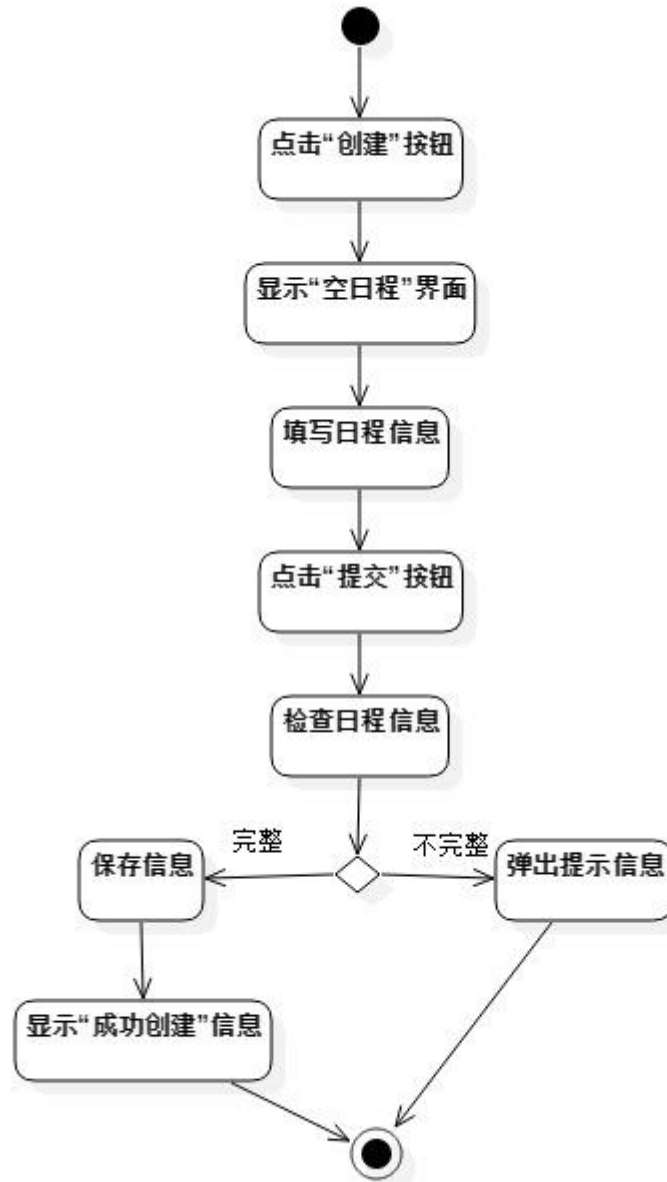 点击“创建”按钮
显示“空日程”界面
填写日程信息
点击“提交”按钮
检查日程信息
完整
不完整
保存信息
弹出提示信息
显示“成功创建”信息